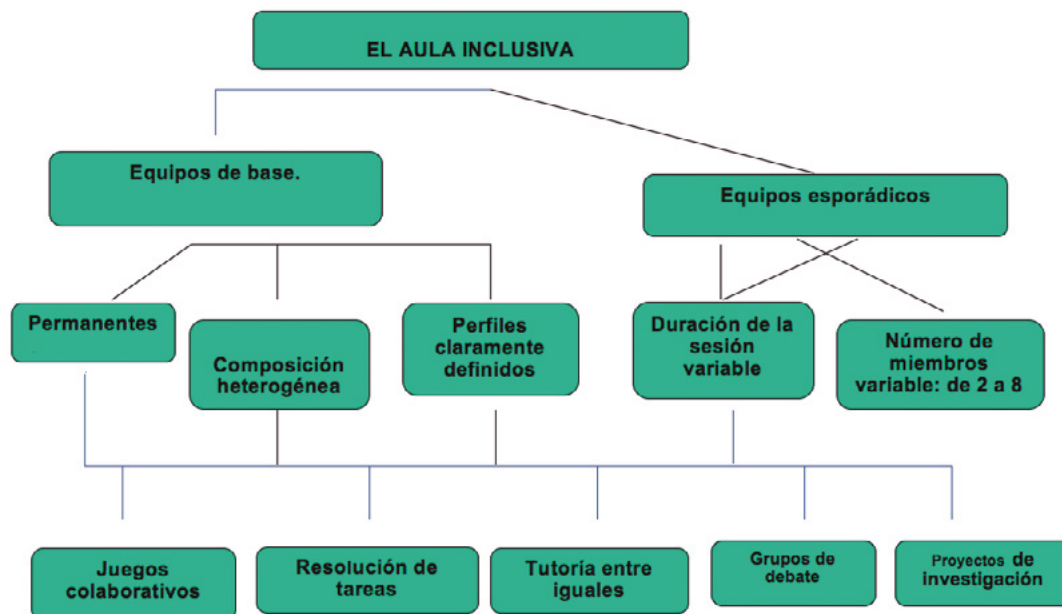 EL AULA INCLUSIVA
Equipos de base.
Equipos esporádicos
Permanentes
Composición
heterogénea
Perfiles
claramente
definidos
Duración de la
sesión
variable
Número de
miembros
variable: de 2 a 8
Juegos
colaborativos
Resolución de
tareas
Tutoría entre
iguales
Grupos de
debate
Proyectos de
investigación